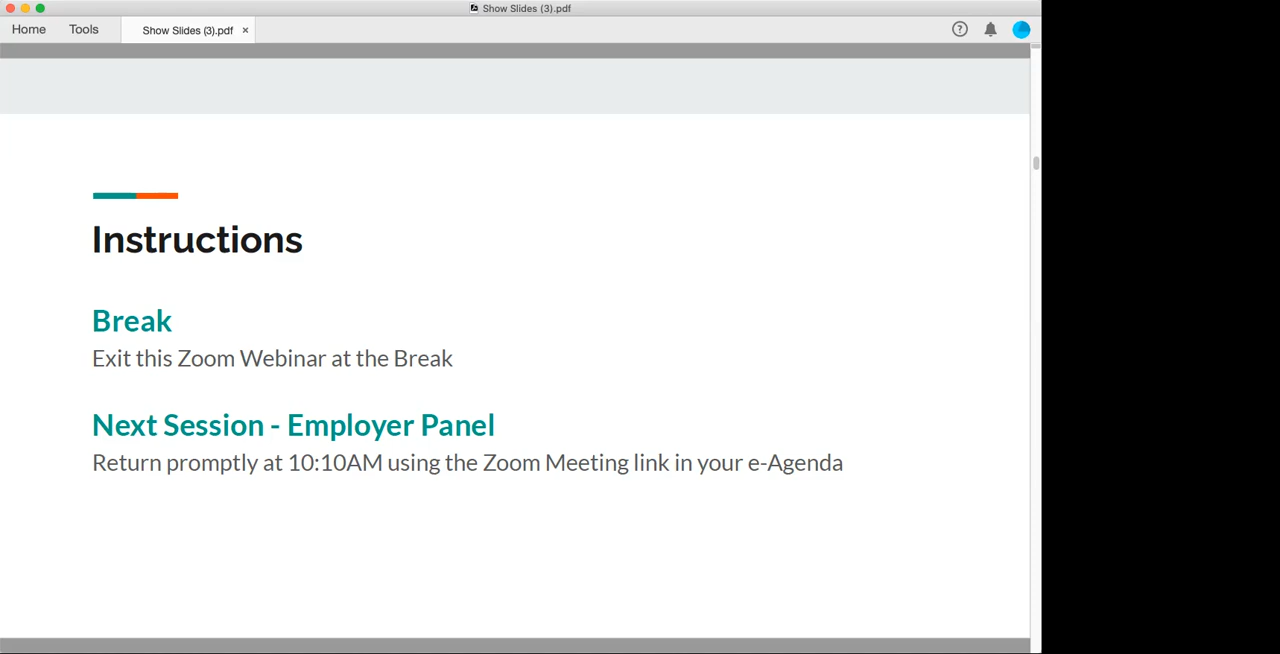 Show Slides (3).pdf
Home Tools Show Slides (3).pdf ×
Instructions
Break
Exit this Zoom Webinar at the Break
Next Session - Employer Panel
Return promptly at 10:10AM using the Zoom Meeting link in your e-Agenda